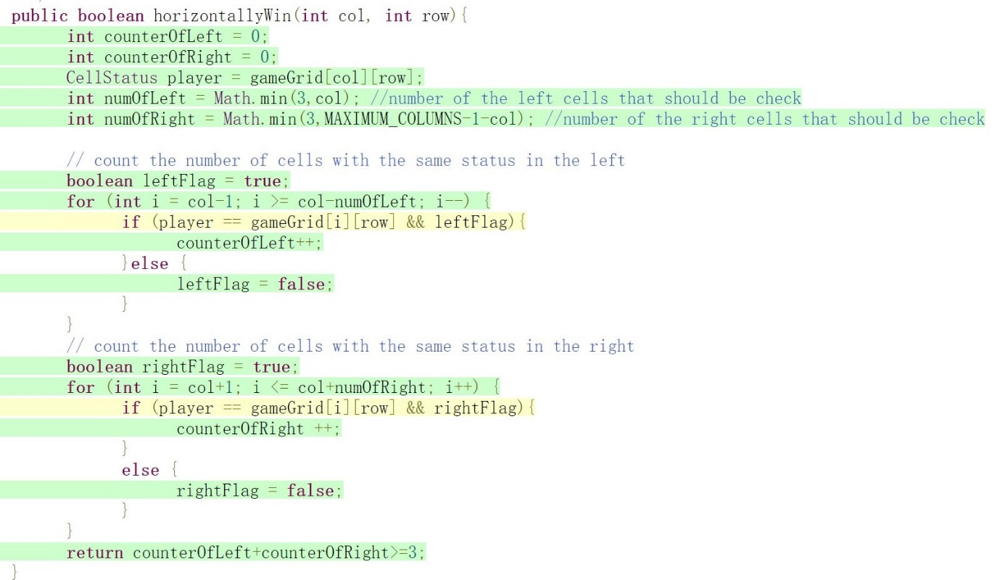 public boolean horizontallyWin(int col, int row){
int counterOfLeft = 0;
int counterOfRight = 0;
CellStatus player = gameGrid[col][row];
int numOfLeft = Math.min(3,col); //number of the left cells that should be check
int numOfRight = Math.min(3,MAXIMUM_COLUMNS-1-col); //number of the right cells that should be check
// count the number of cells with the same status in the left
boolean leftFlag = true;
for (int i = col-1; i >= col-numOfLeft; i--) {
if (player == gameGrid[i][row] && leftFlag){
counterOfLeft++;
}else {
leftFlag = false;
}
}
// count the number of cells with the same status in the right
boolean rightFlag = true;
for (int i = col+1; i <= col+numOfRight; i++) {
if (player == gameGrid[i][row] && rightFlag){
counterOfRight ++;
}
else {
rightFlag = false;
}
}
return counterOfLeft+counterOfRight>=3;
}